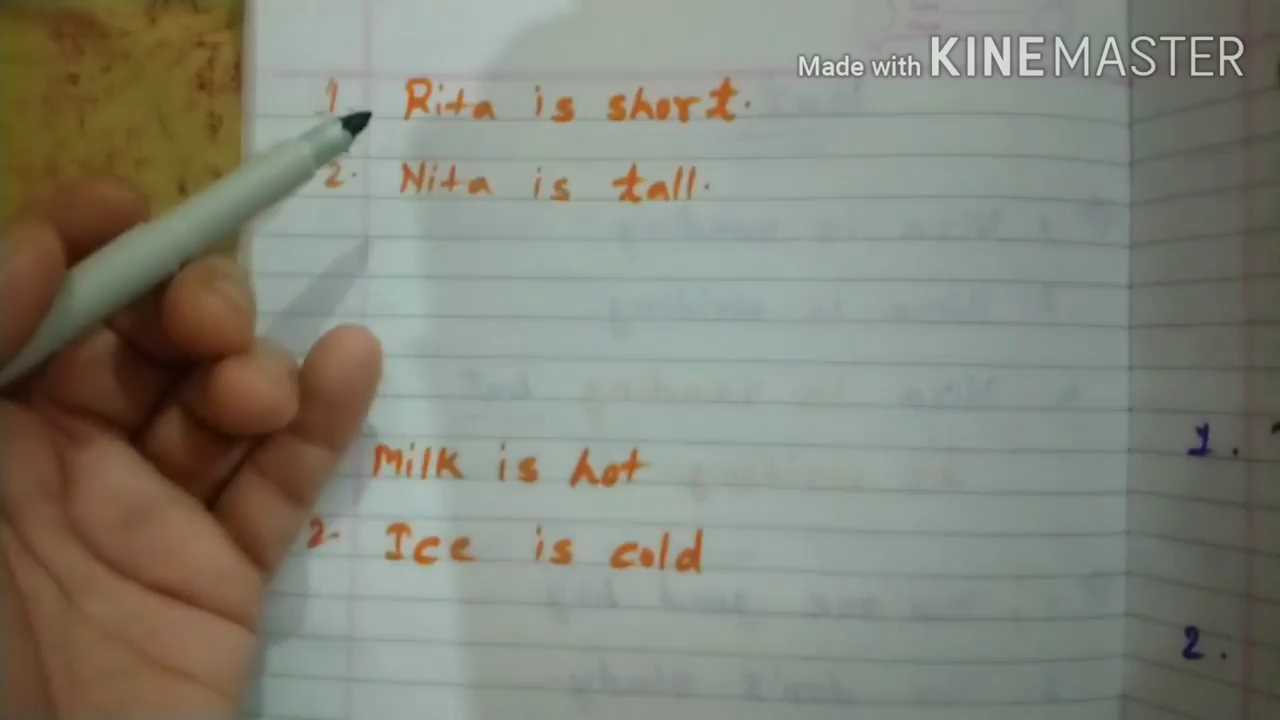 Made with KINEMASTER
1. Rita is short.
2. Nita is tall.
Milk is hot
2. Ice is cold
1.
2.